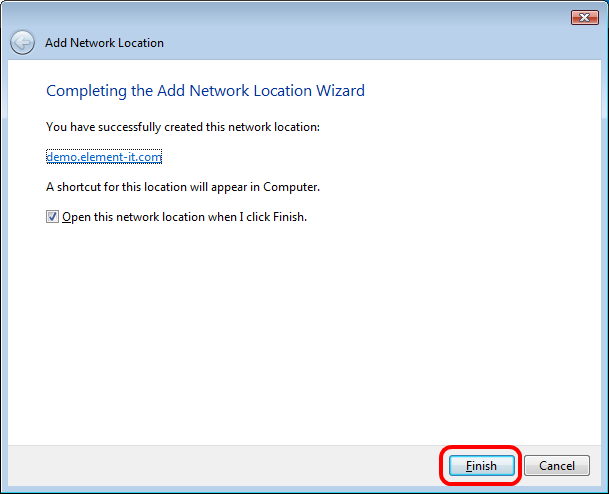 Add Network Location
Completing the Add Network Location Wizard
You have successfully created this network location:
demo.element-it.com
A shortcut for this location will appear in Computer.
Open this network location when I click Finish.
Finish Cancel